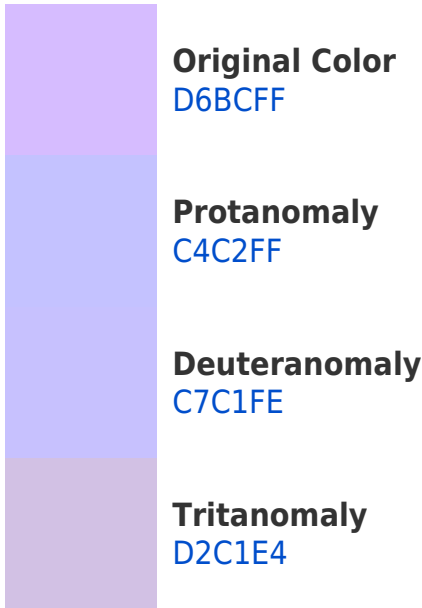 Original Color
D6BCFF
Protanomaly
C4C2FF
Deuteranomaly
C7C1FE
Tritanomaly
D2C1E4